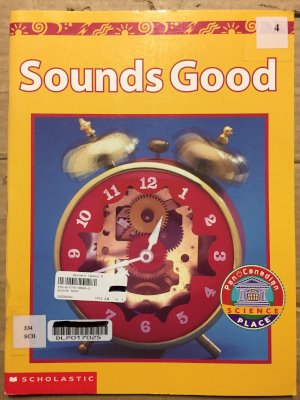 4
Sounds Good
12
11
1
10
2
9
3
8
4
7
5
6
Pan-Canadian
SCIENCE
PLACE
534
SCH
DLP017025
SCHOLASTIC